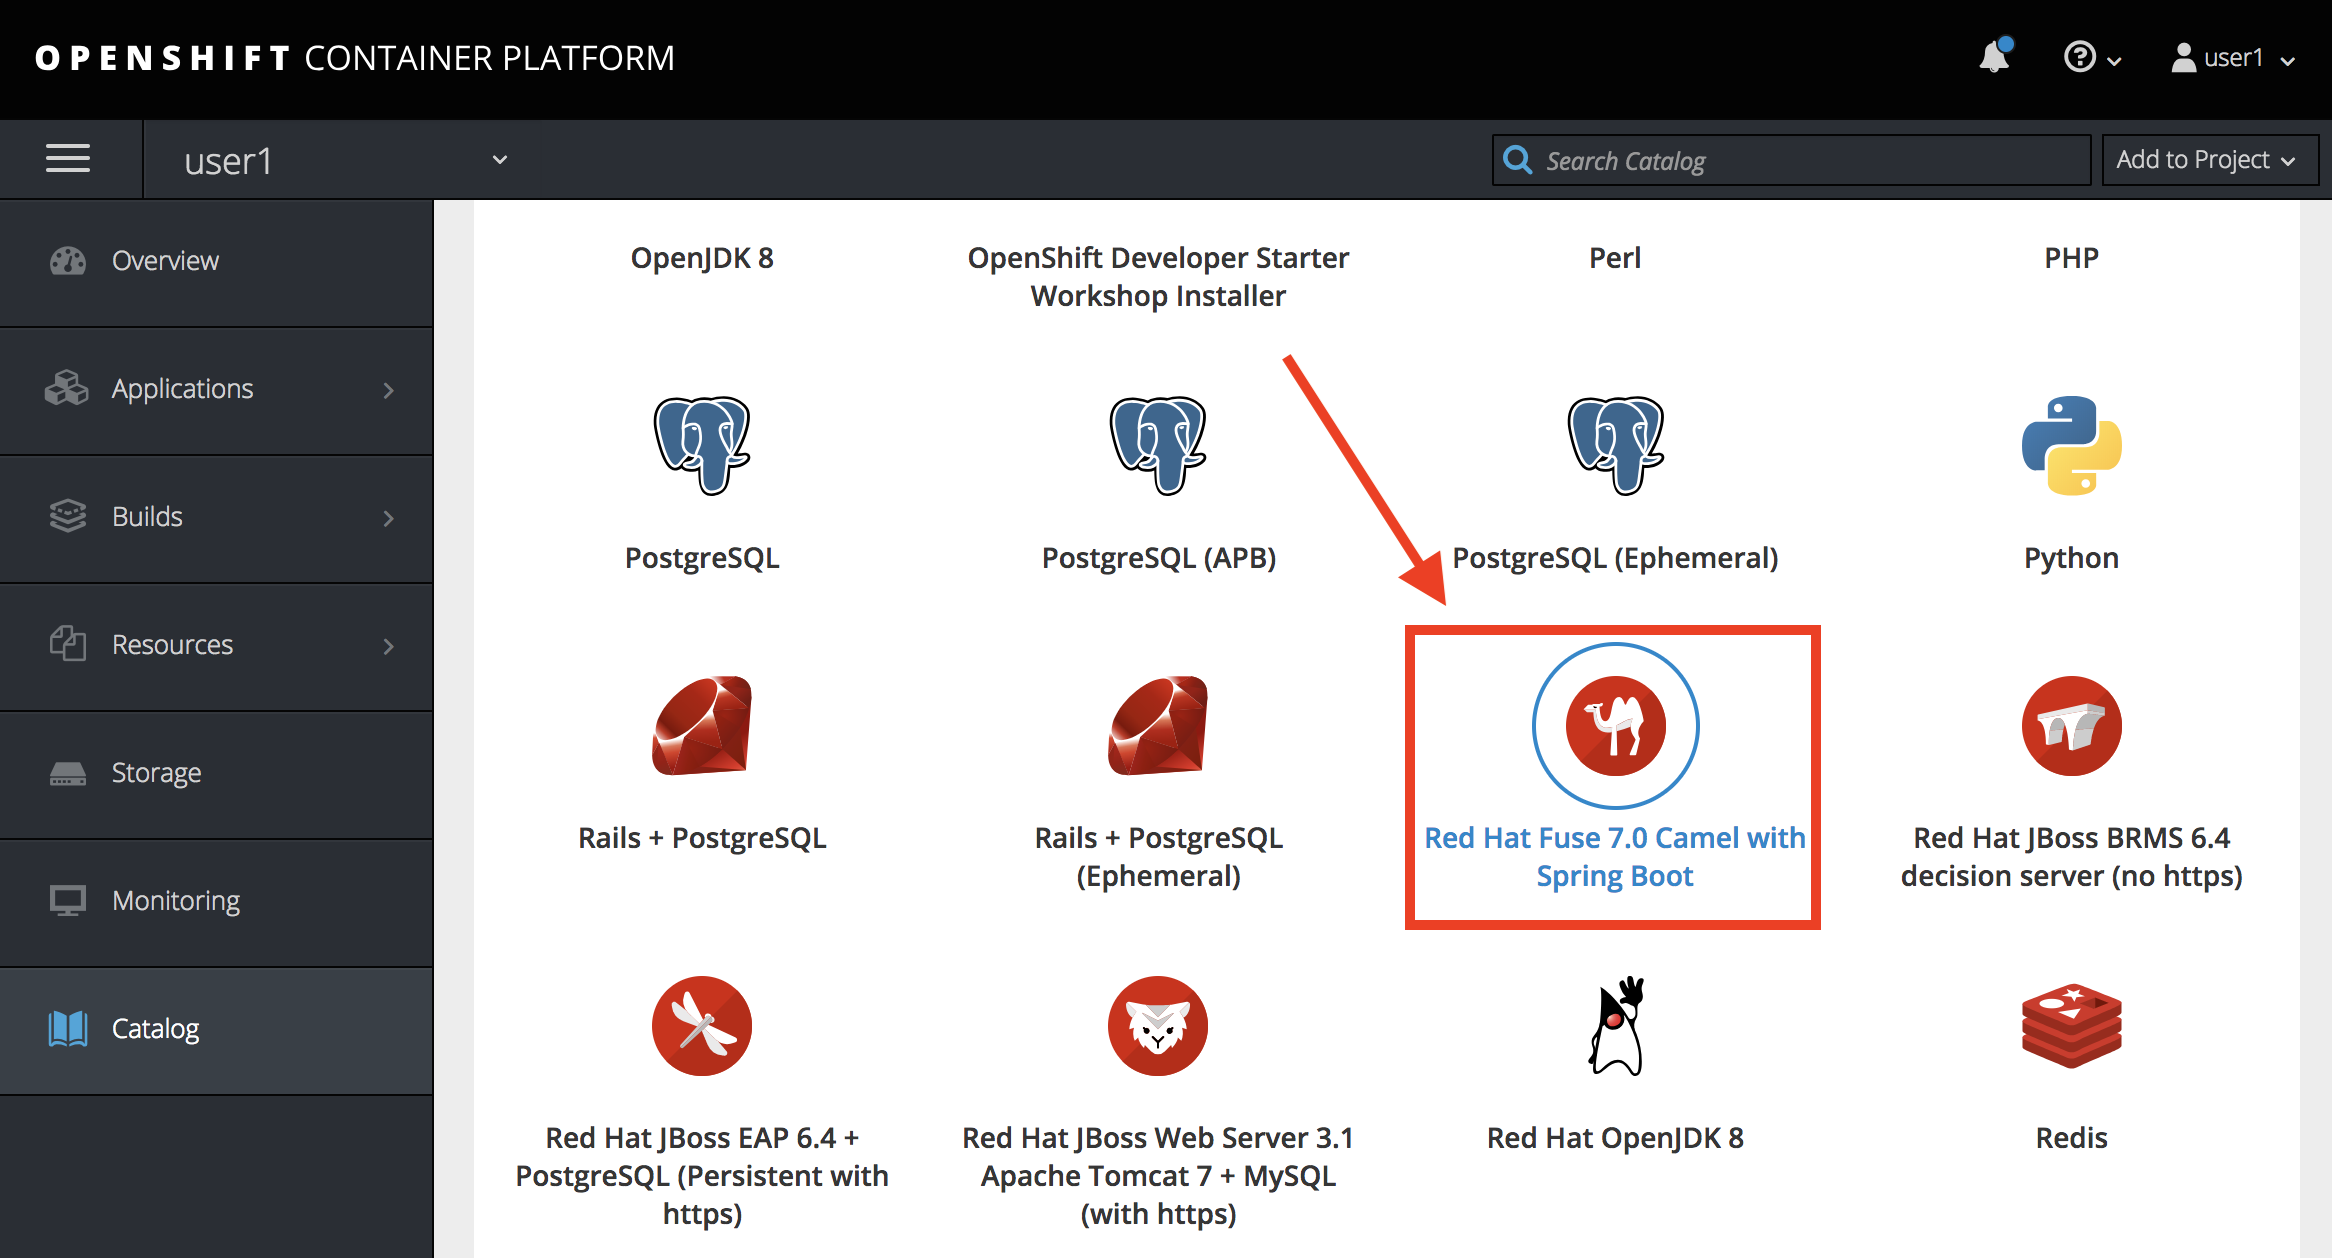 OPENSHIFT CONTAINER PLATFORM
user1
user1
Search Catalog
Add to Project
Overview
Applications
Builds
Resources
Storage
Monitoring
Catalog
OpenJDK 8
OpenShift Developer Starter
Workshop Installer
Perl
PHP
PostgreSQL
PostgreSQL (APB)
PostgreSQL (Ephemeral)
Python
Rails + PostgreSQL
Rails + PostgreSQL
(Ephemeral)
Red Hat Fuse 7.0 Camel with
Spring Boot
Red Hat JBoss BRMS 6.4
decision server (no https)
Red Hat JBoss EAP 6.4 +
PostgreSQL (Persistent with
https)
Red Hat JBoss Web Server 3.1
Apache Tomcat 7 + MySQL
(with https)
Red Hat OpenJDK 8
Redis